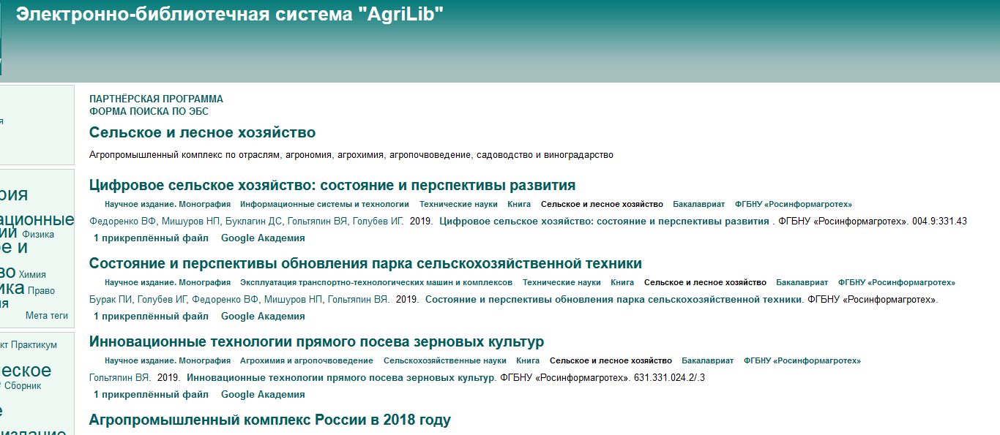 Электронно-библиотечная система "AgriLib"
ПАРТНЁРСКАЯ ПРОГРАММА
ФОРМА ПОИСКА ПО ЭБС
Сельское и лесное хозяйство
Агропромышленный комплекс по отраслям, агрономия, агрохимия, агропочвоведение, садоводство и виноградарство
Цифровое сельское хозяйство: состояние и перспективы развития
Научное издание. Монография Информационные системы и технологии Технические науки Книга Сельское и лесное хозяйство Бакалавриат ФГБНУ «Росинформагротех»
Федоренко ВФ, Мишуров НП, Буклагин ДС, Гольтяпин ВЯ, Голубев ИГ. 2019. Цифровое сельское хозяйство: состояние и перспективы развития . ФГБНУ «Росинформагротех». 004.9:331.43
1 прикреплённый файл Google Академия
Состояние и перспективы обновления парка сельскохозяйственной техники
Научное издание. Монография Эксплуатация транспортно-технологических машин и комплексов Технические науки Книга Сельское и лесное хозяйство Бакалавриат ФГБНУ «Росинформагротех»
Бурак ПИ, Голубев ИГ, Федоренко ВФ, Мишуров НП, Гольтяпин ВЯ. 2019. Состояние и перспективы обновления парка сельскохозяйственной техники. ФГБНУ «Росинформагротех».
1 прикреплённый файл Google Академия
Инновационные технологии прямого посева зерновых культур
Научное издание. Монография Агрохимия и агропочвоведение Сельскохозяйственные науки Книга Сельское и лесное хозяйство Бакалавриат ФГБНУ «Росинформагротех»
Гольтяпин ВЯ. 2019. Инновационные технологии прямого посева зерновых культур. ФГБНУ «Росинформагротех». 631.331.024.2/.3
1 прикреплённый файл Google Академия
Агропромышленный комплекс России в 2018 году
я
рия
ационные
ии Физика
е и
во Химия
ика Право
ия
Мета теги
кт Практикум
еское
Сборник
е
издание